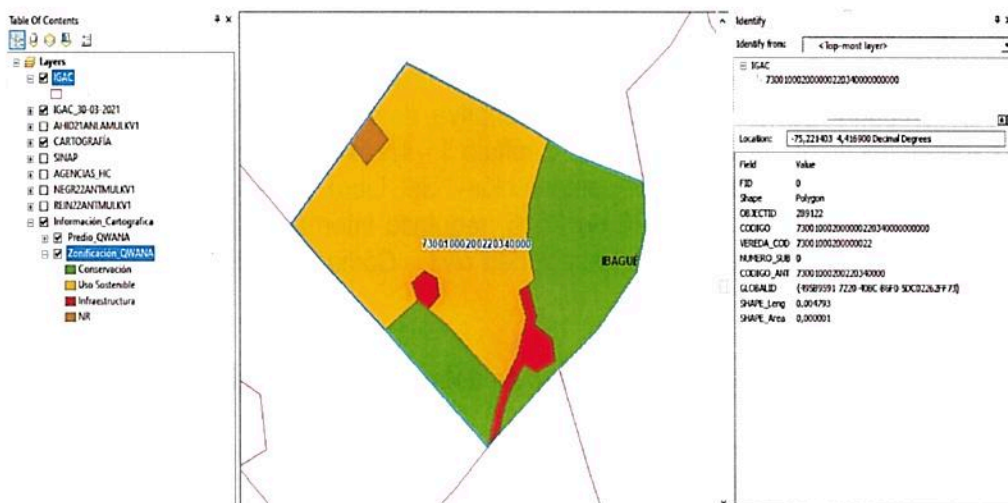 Table Of Contents
Layers
IGAC
IGAC_30-03-2021
AHID21ANLAMULKV1
CARTOGRAFÍA
SINAP
AGENCIAS_HC
NEGR22ANTMULKV1
REIN22ANTMULKV1
Información_Cartografica
Predio_QWANA
Zonificación_QWANA
Conservación
Uso Sostenible
Infraestructura
NR
73001000200220340000
IBAGUÉ
Identify
Identify from: <Top-most layer>
IGAC
Location: -75,221403 4,416900 Decimal Degrees
Field Value
FID 0
Shape Polygon
OBJECTID 289122
CODIGO
VEREDA_COD 73001000200000022
NUMERO_SUB 0
CODIGO_ANT 73001000200220340000
GLOBALID
SHAPE_Leng 0,004793
SHAPE_Area 0,000001